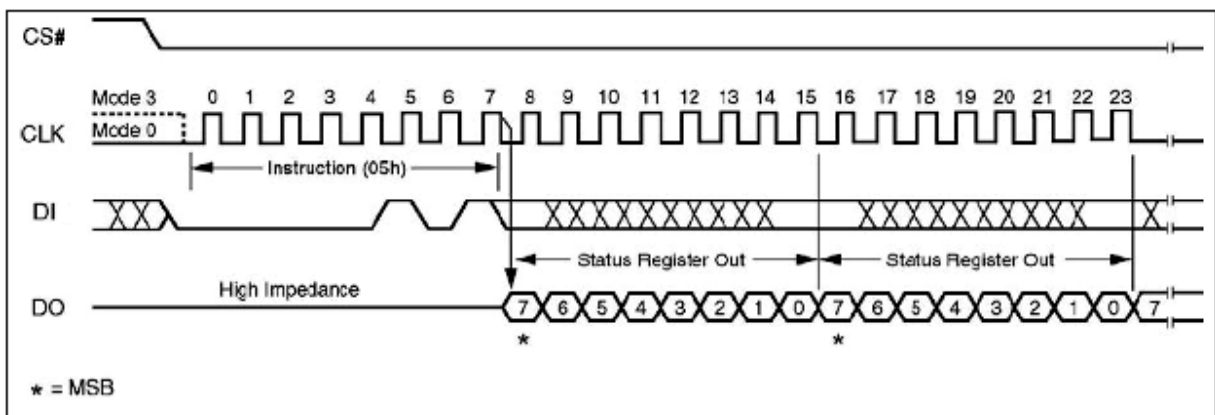 CS#
Mode 3 0 1 2 3 4 5 6 7 8 9 10 11 12 13 14 15 16 17 18 19 20 21 22 23
CLK Mode 0
Instruction (05h)
DI
Status Register Out Status Register Out
High Impedance
DO 7 6 5 4 3 2 1 0 7 6 5 4 3 2 1 0 7
* *
* = MSB